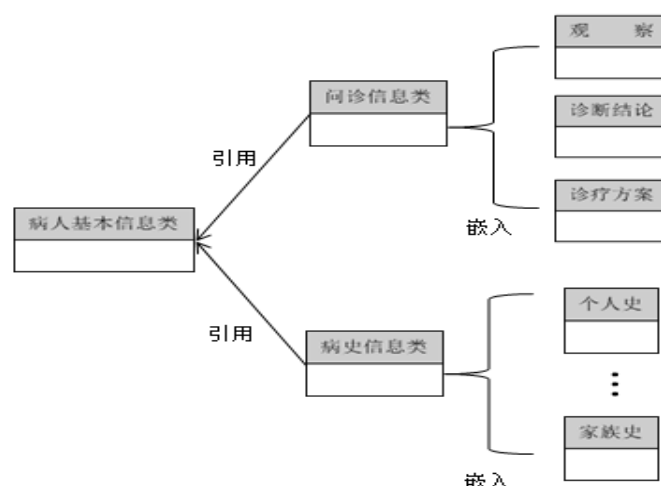 观 察
问诊信息类
诊断结论
引用
诊疗方案
病人基本信息类
嵌入
个人史
引用
病史信息类
家族史
嵌入